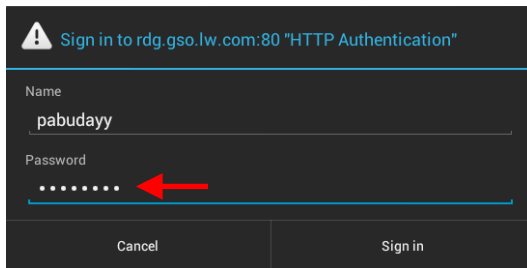 Sign in to rdg.gso.lw.com:80 "HTTP Authentication"
Name
pabudayy
Password
••••••••
Cancel
Sign in